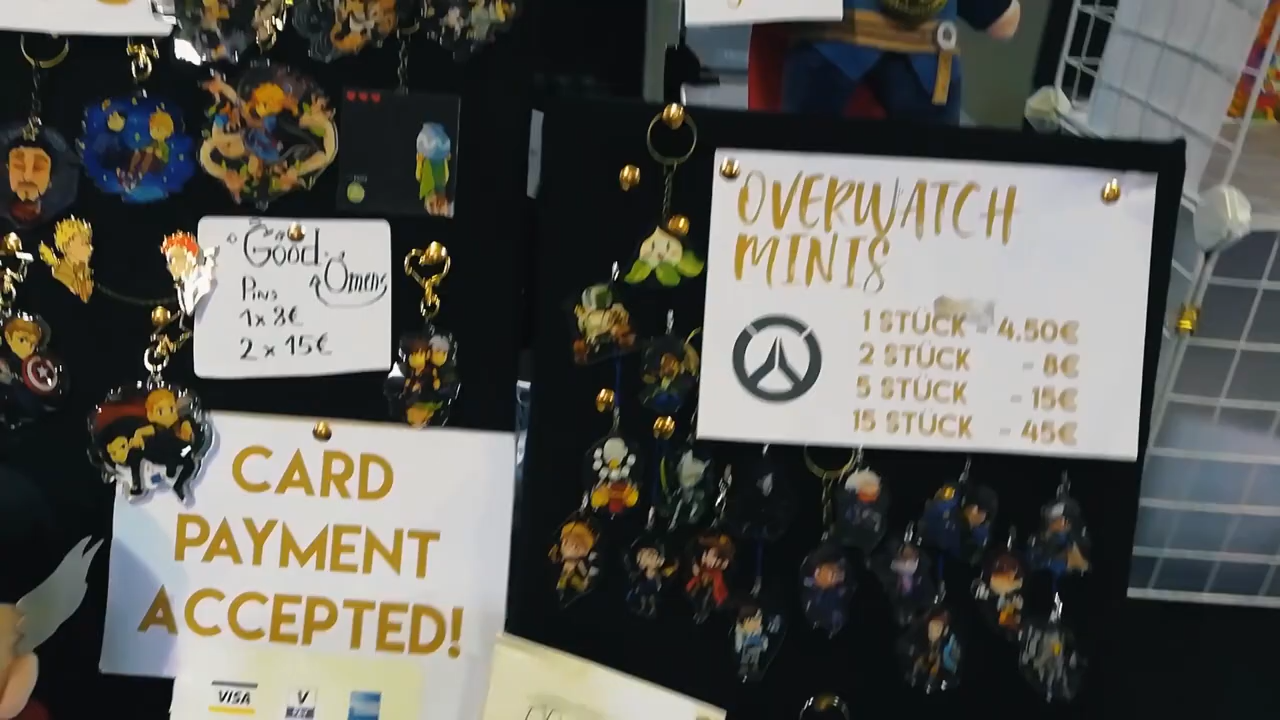 Good
Omens
Pins
1x 8€
2 x 15€
OVERWATCH
MINIS
1 STÜCK - 4.50€
2 STÜCK - 8€
5 STÜCK - 15€
15 STÜCK - 45€
CARD
PAYMENT
ACCEPTED!
VISA